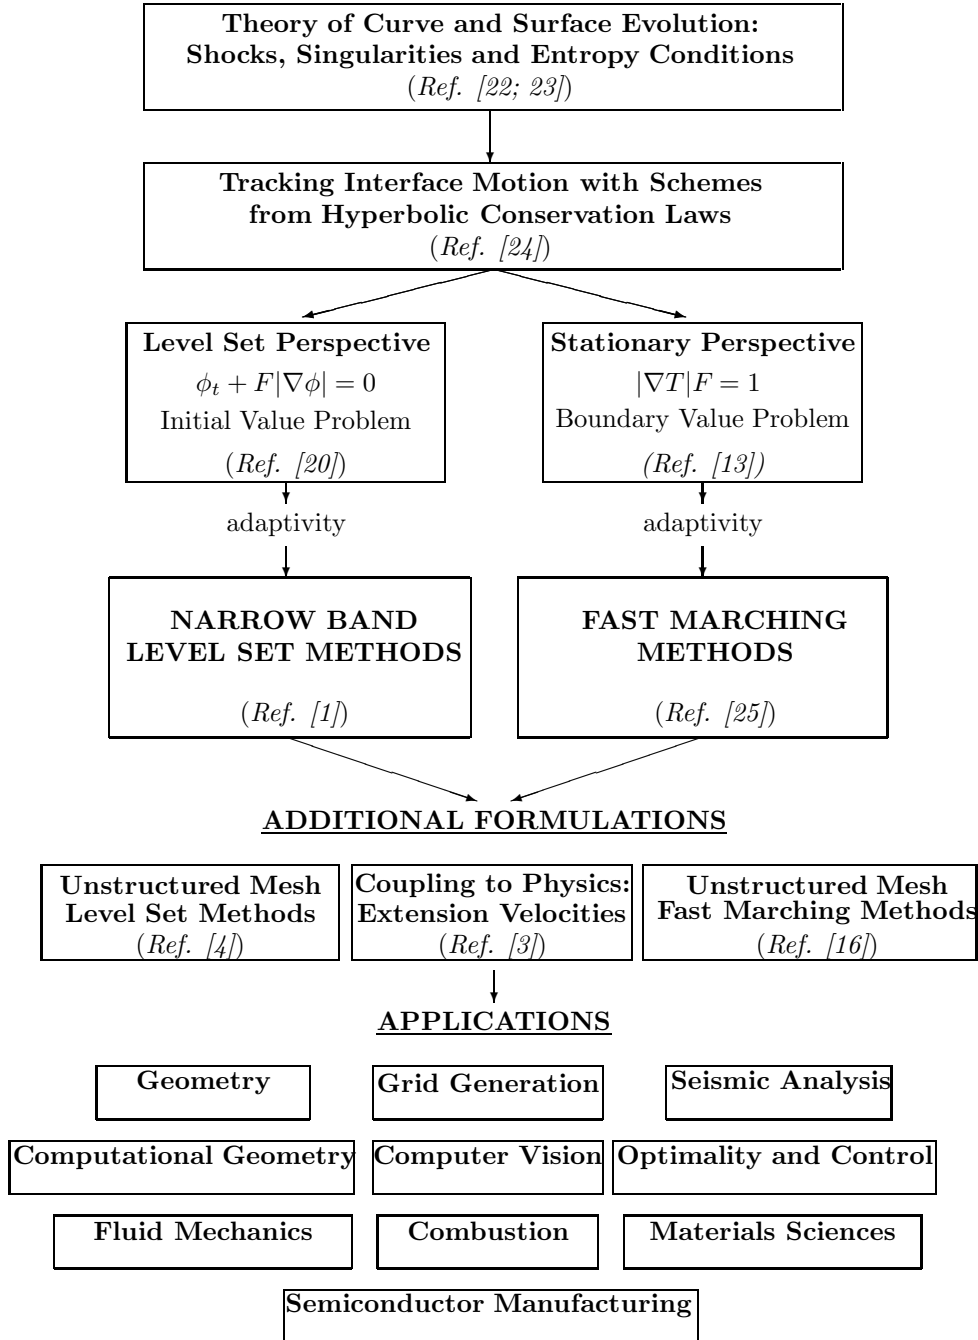 Theory of Curve and Surface Evolution:
Shocks, Singularities and Entropy Conditions
(Ref. [22; 23])
Tracking Interface Motion with Schemes
from Hyperbolic Conservation Laws
(Ref. [24])
Level Set Perspective
ϕₜ + F|∇ϕ| = 0
Initial Value Problem
(Ref. [20])
Stationary Perspective
|∇T|F = 1
Boundary Value Problem
(Ref. [13])
adaptivity
adaptivity
NARROW BAND
LEVEL SET METHODS
(Ref. [1])
FAST MARCHING
METHODS
(Ref. [25])
ADDITIONAL FORMULATIONS
Unstructured Mesh
Level Set Methods
(Ref. [4])
Coupling to Physics:
Extension Velocities
(Ref. [3])
Unstructured Mesh
Fast Marching Methods
(Ref. [16])
APPLICATIONS
Geometry
Grid Generation
Seismic Analysis
Computational Geometry
Computer Vision
Optimality and Control
Fluid Mechanics
Combustion
Materials Sciences
Semiconductor Manufacturing